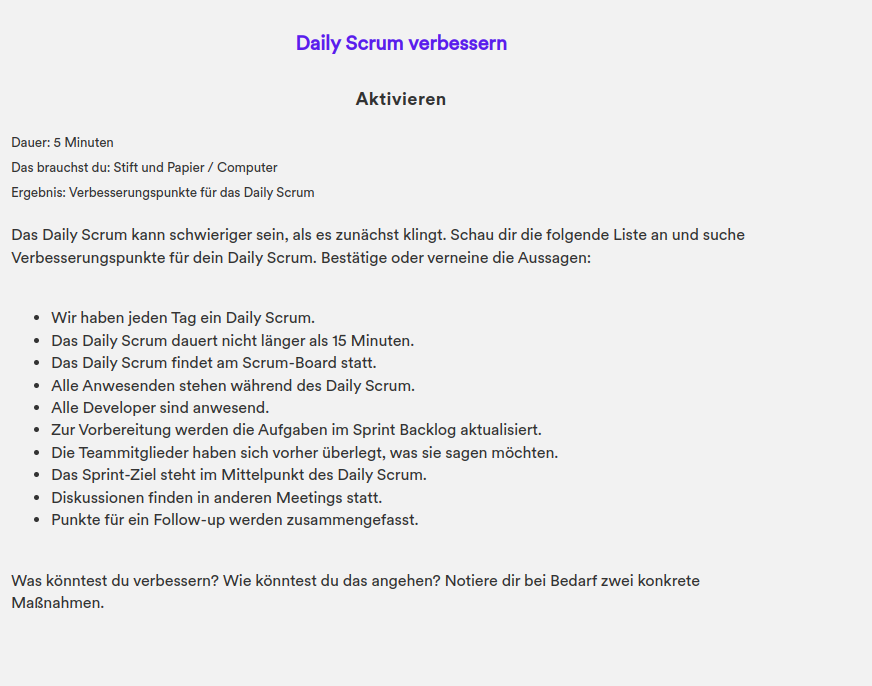 Daily Scrum verbessern
Aktivieren
Dauer: 5 Minuten
Das brauchst du: Stift und Papier / Computer
Ergebnis: Verbesserungspunkte für das Daily Scrum
Das Daily Scrum kann schwieriger sein, als es zunächst klingt. Schau dir die folgende Liste an und suche
Verbesserungspunkte für dein Daily Scrum. Bestätige oder verneine die Aussagen:
• Wir haben jeden Tag ein Daily Scrum.
• Das Daily Scrum dauert nicht länger als 15 Minuten.
• Das Daily Scrum findet am Scrum-Board statt.
• Alle Anwesenden stehen während des Daily Scrum.
• Alle Developer sind anwesend.
• Zur Vorbereitung werden die Aufgaben im Sprint Backlog aktualisiert.
• Die Teammitglieder haben sich vorher überlegt, was sie sagen möchten.
• Das Sprint-Ziel steht im Mittelpunkt des Daily Scrum.
• Diskussionen finden in anderen Meetings statt.
• Punkte für ein Follow-up werden zusammengefasst.
Was könntest du verbessern? Wie könntest du das angehen? Notiere dir bei Bedarf zwei konkrete
Maßnahmen.